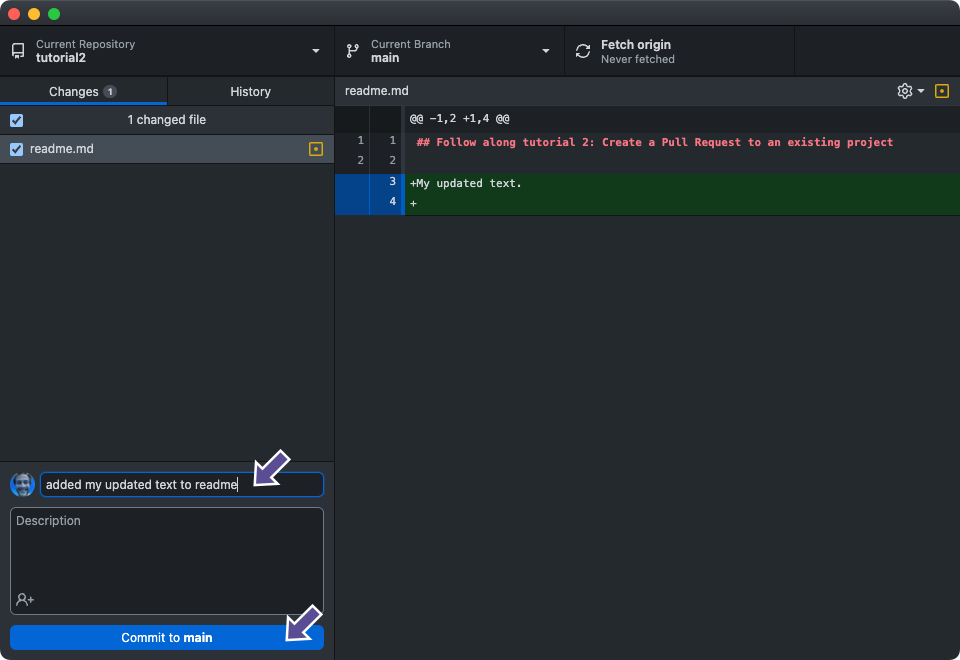 Current Repository
tutorial2
Current Branch
main
Fetch origin
Never fetched
Changes 1
History
1 changed file
readme.md
readme.md
@@ -1,2 +1,4 @@
1 1 ## Follow along tutorial 2: Create a Pull Request to an existing project
2 2
3 +My updated text.
4 +
added my updated text to readme
Description
Commit to main